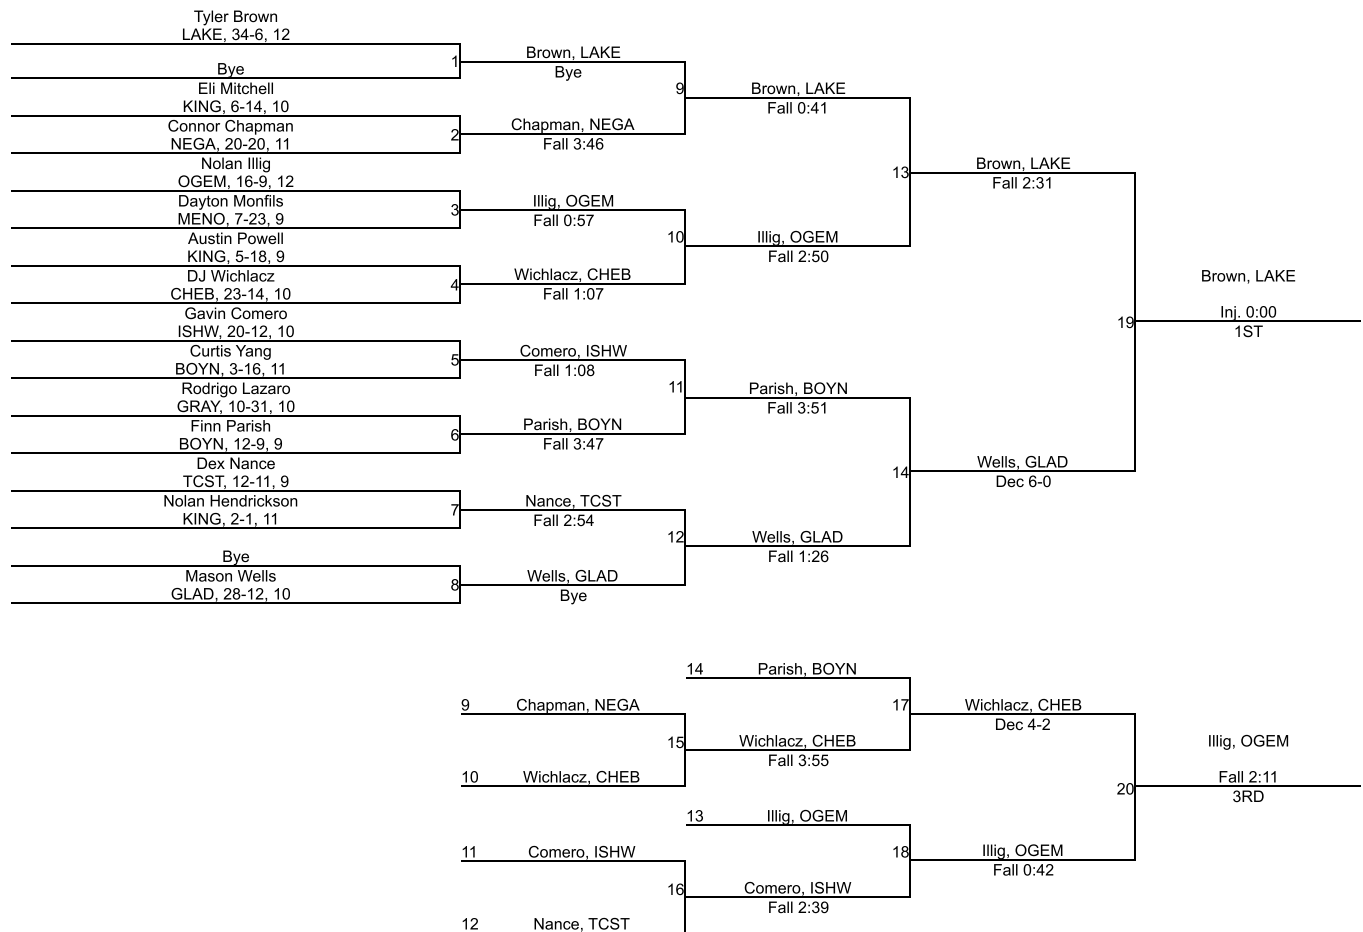 Tyler Brown
LAKE, 34-6, 12
Bye
1
Eli Mitchell
KING, 6-14, 10
Connor Chapman
NEGA, 20-20, 11
2
Nolan Illig
OGEM, 16-9, 12
Dayton Monfils
MENO, 7-23, 9
3
Austin Powell
KING, 5-18, 9
DJ Wichlacz
CHEB, 23-14, 10
4
Gavin Comero
ISHW, 20-12, 10
Curtis Yang
BOYN, 3-16, 11
5
Rodrigo Lazaro
GRAY, 10-31, 10
Finn Parish
BOYN, 12-9, 9
6
Dex Nance
TCST, 12-11, 9
Nolan Hendrickson
KING, 2-1, 11
7
Bye
Mason Wells
GLAD, 28-12, 10
8
Brown, LAKE
Bye
9
Chapman, NEGA
Fall 3:46
Illig, OGEM
Fall 0:57
10
Wichlacz, CHEB
Fall 1:07
Comero, ISHW
Fall 1:08
11
Parish, BOYN
Fall 3:47
Nance, TCST
Fall 2:54
12
Wells, GLAD
Bye
Brown, LAKE
Fall 0:41
13
Illig, OGEM
Fall 2:50
Parish, BOYN
Fall 3:51
14
Wells, GLAD
Fall 1:26
Brown, LAKE
Fall 2:31
19
Wells, GLAD
Dec 6-0
Brown, LAKE
Inj. 0:00
1ST
9 Chapman, NEGA
15
10 Wichlacz, CHEB
11 Comero, ISHW
16
12 Nance, TCST
14 Parish, BOYN
17
Wichlacz, CHEB
Fall 3:55
13 Illig, OGEM
18
Comero, ISHW
Fall 2:39
Wichlacz, CHEB
Dec 4-2
20
Illig, OGEM
Fall 0:42
Illig, OGEM
Fall 2:11
3RD